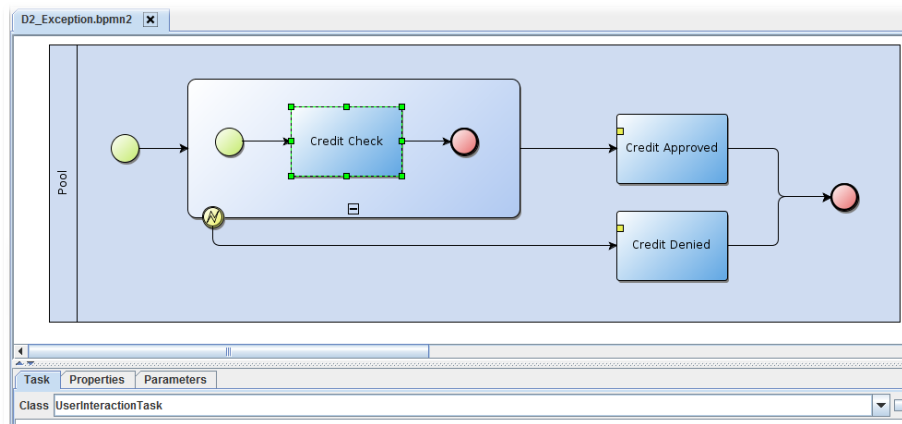 D2_Exception.bpmn2
Pool
Credit Check
Credit Approved
Credit Denied
Task Properties Parameters
Class UserInteractionTask